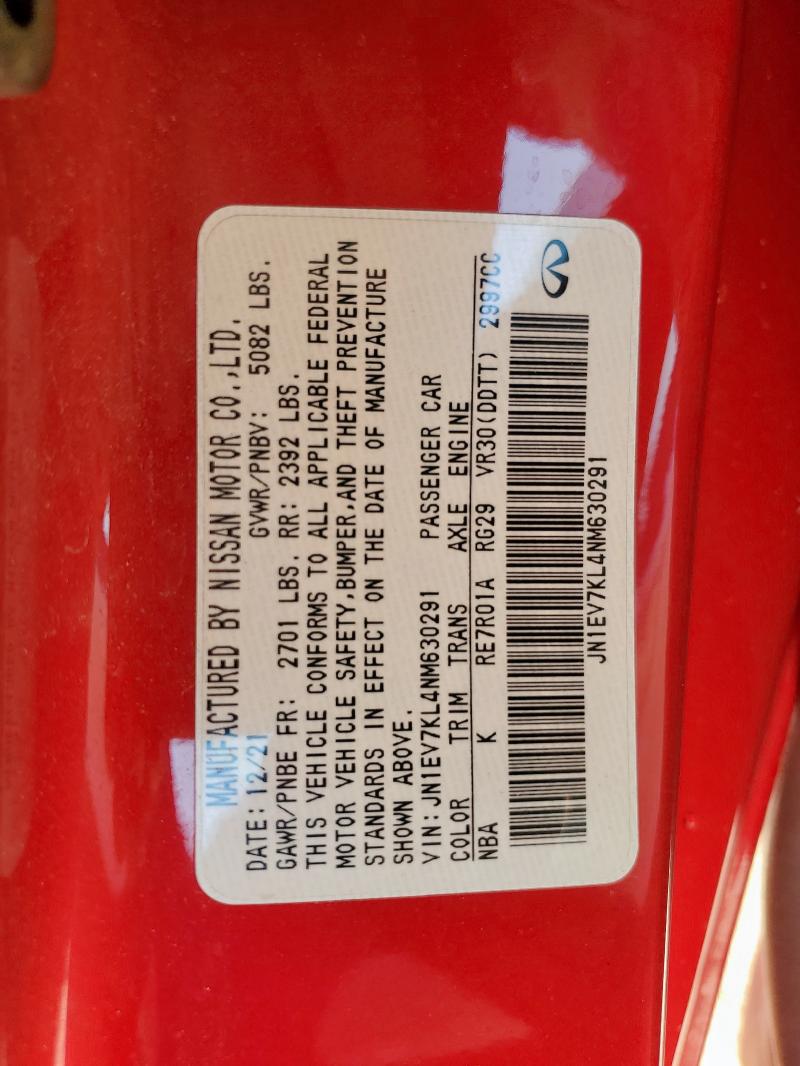 MANUFACTURED BY NISSAN MOTOR CO.,LTD.
DATE: 12/21 GVWR/PNBV: 5082 LBS.
GAWR/PNBE FR: 2701 LBS. RR: 2392 LBS.
THIS VEHICLE CONFORMS TO ALL APPLICABLE FEDERAL
MOTOR VEHICLE SAFETY,BUMPER,AND THEFT PREVENTION
STANDARDS IN EFFECT ON THE DATE OF MANUFACTURE
SHOWN ABOVE.
VIN:JN1EV7KL4NM630291 PASSENGER CAR
COLOR TRIM TRANS AXLE ENGINE
NBA K RE7R01A RG29 VR30(DDTT) 2997CC
JN1EV7KL4NM630291